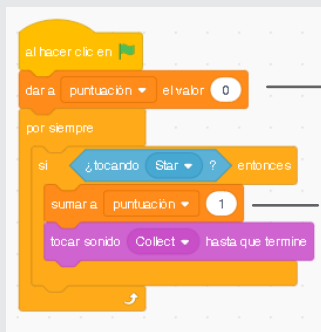 al hacer clic en
dar a puntuación el valor 0
por siempre
si ¿tocando Star ? entonces
sumar a puntuación 1
tocar sonido Collect hasta que termine